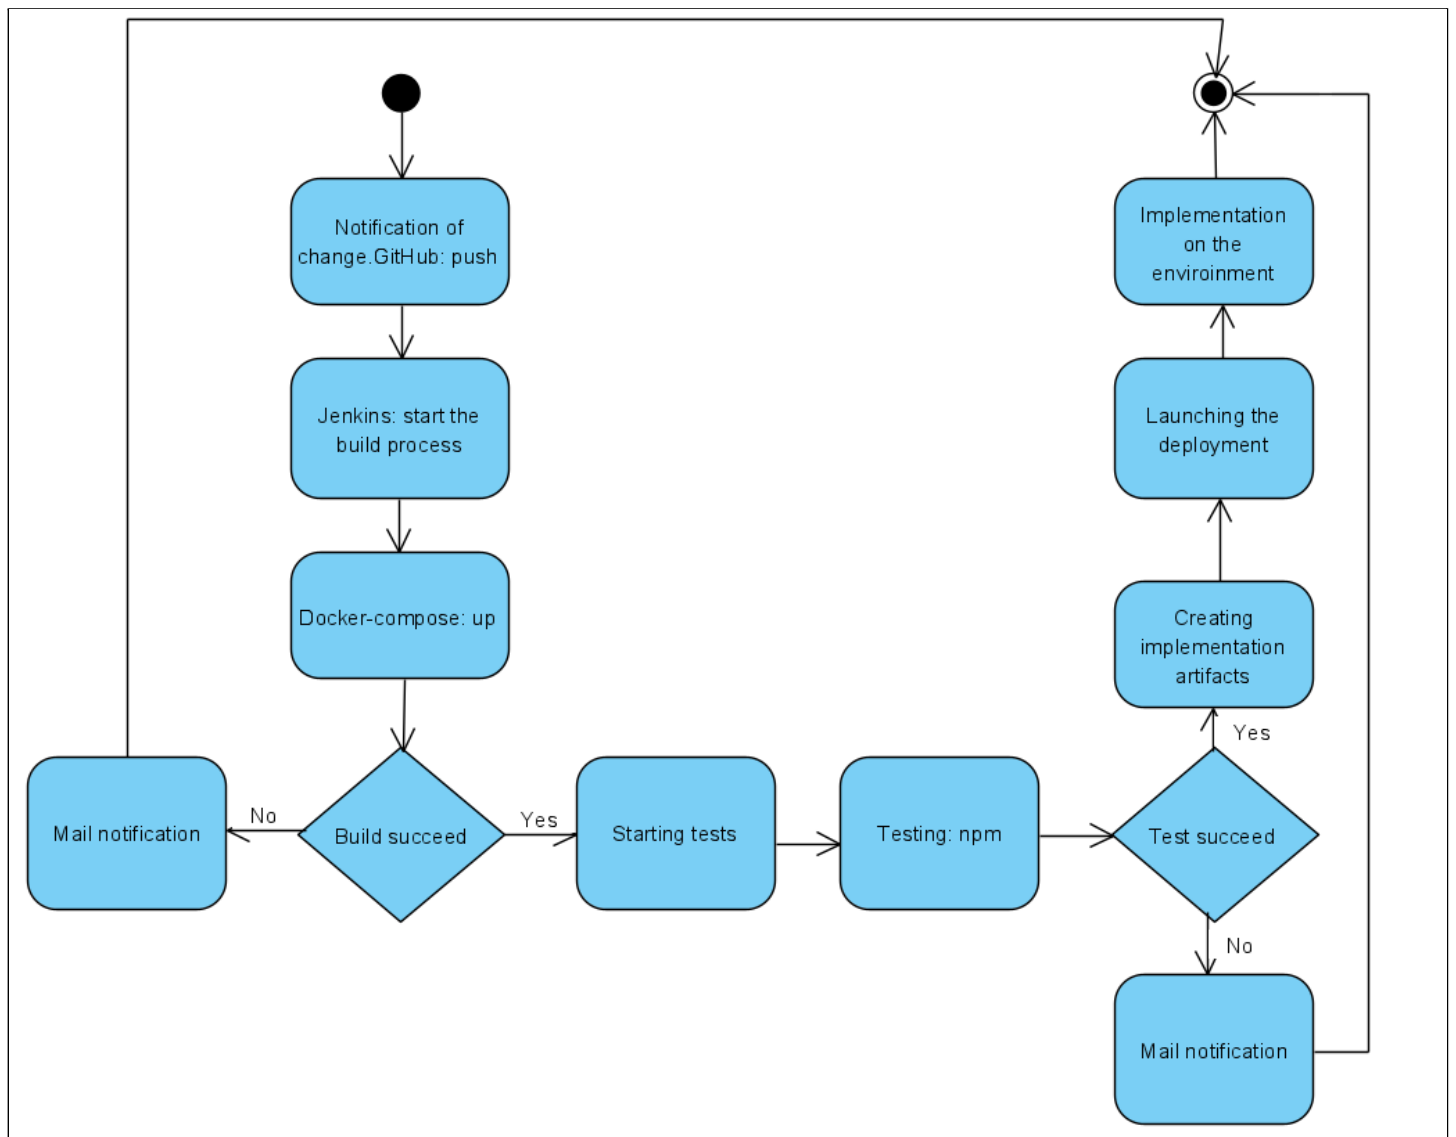 Notification of
change.GitHub: push
Jenkins: start the
build process
Docker-compose: up
Build succeed
No
Mail notification
Yes
Starting tests
Testing: npm
Test succeed
Yes
Creating
implementation
artifacts
Launching the
deployment
Implementation
on the
enviroinment
No
Mail notification